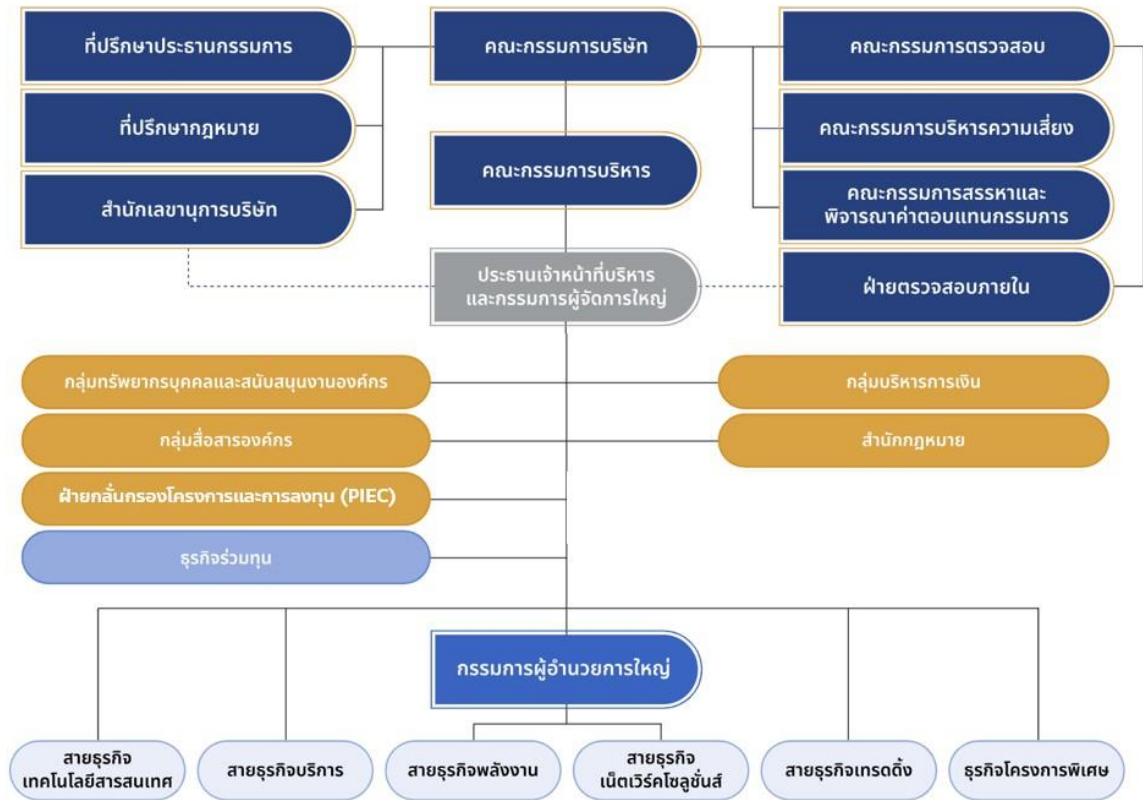 ที่ปรึกษาประธานกรรมการ
คณะกรรมการบริษัท
คณะกรรมการตรวจสอบ
ที่ปรึกษากฎหมาย
คณะกรรมการบริหารความเสี่ยง
คณะกรรมการบริหาร
สำนักเลขานุการบริษัท
คณะกรรมการสรรหาและ
พิจารณาค่าตอบแทนกรรมการ
ประธานเจ้าหน้าที่บริหาร
และกรรมการผู้จัดการใหญ่
ฝ่ายตรวจสอบภายใน
กลุ่มทรัพยากรบุคคลและสนับสนุนงานองค์กร
กลุ่มบริหารการเงิน
กลุ่มสื่อสารองค์กร
สำนักกฎหมาย
ฝ่ายกลั่นกรองโครงการและการลงทุน (PIEC)
ธุรกิจร่วมทุน
กรรมการผู้อำนวยการใหญ่
สายธุรกิจ
เทคโนโลยีสารสนเทศ
สายธุรกิจบริการ
สายธุรกิจพลังงาน
สายธุรกิจ
เน็ตเวิร์คโซลูชั่นส์
สายธุรกิจเทรดดิ้ง
ธุรกิจโครงการพิเศษ